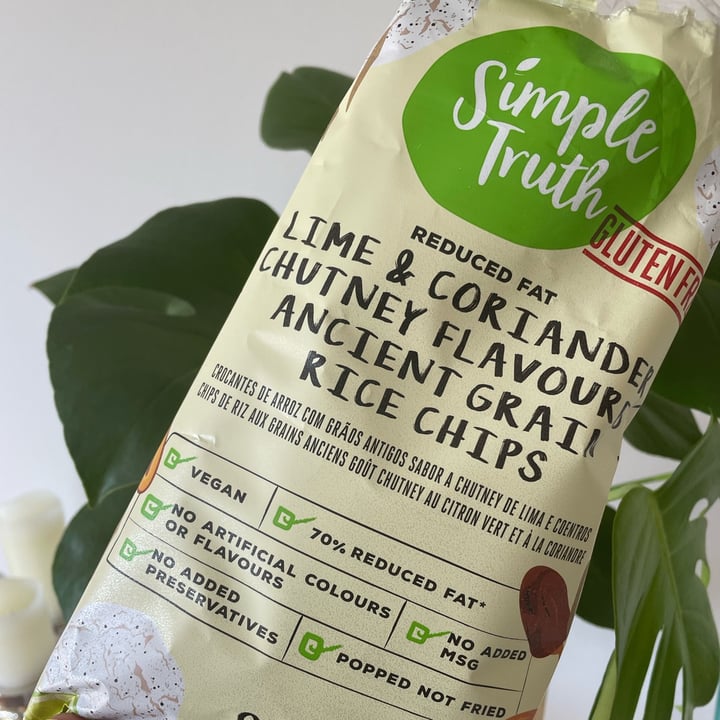 Simple
Truth
GLUTEN FR
REDUCED FAT
LIME & CORIANDER
CHUTNEY FLAVOURED
ANCIENT GRAIN
RICE CHIPS
CROCANTES DE ARROZ COM GRÃOS ANTIGOS SABOR A CHUTNEY DE LIMA E COENTROS
CHIPS DE RIZ AUX GRAINS ANCIENS GOÛT CHUTNEY AU CITRON VERT ET À LA CORIANDRE
VEGAN
70% REDUCED FAT*
NO ARTIFICIAL COLOURS
OR FLAVOURS
NO ADDED
MSG
NO ADDED
PRESERVATIVES
POPPED NOT FRIED